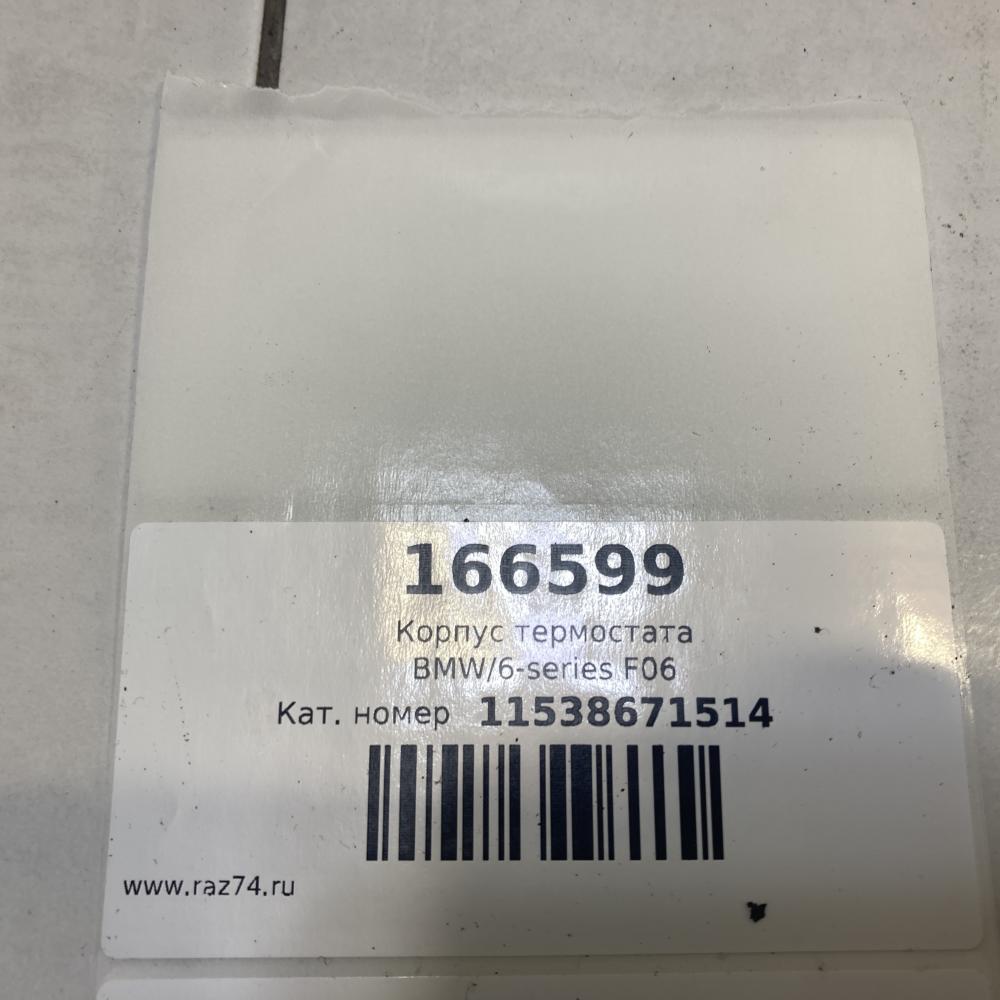 166599
Корпус термостата
BMW/6-series F06
Кат. номер 11538671514
www.raz74.ru